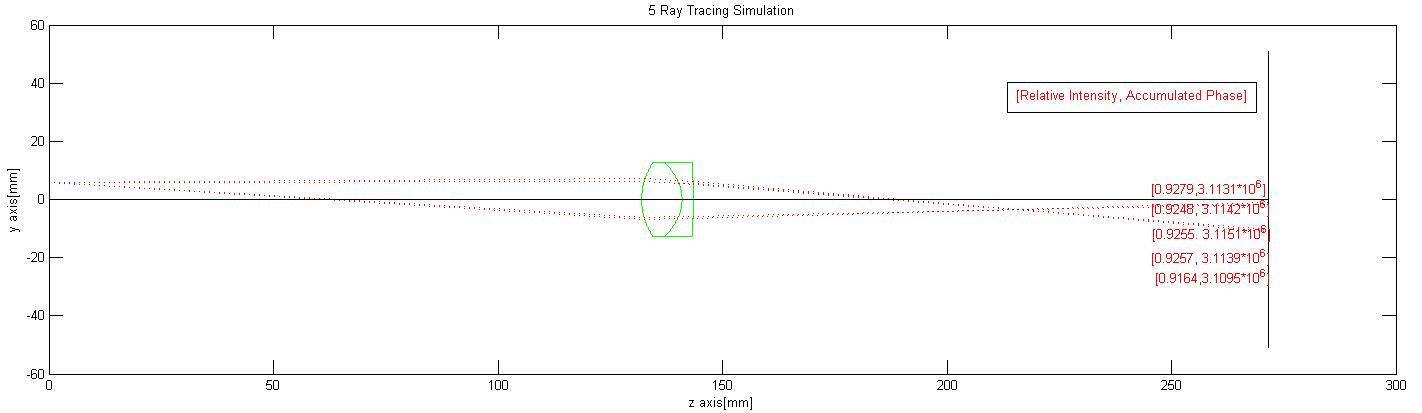 5 Ray Tracing Simulation
60
40
20
0
-20
-40
-60
y axis[mm]
[Relative Intensity, Accumulated Phase]
[0.9279,3.1131*10^6]
[0.9248, 3.1142*10^6]
[0.9255. 3.1151*10^6]
[0.9257, 3.1139*10^6]
[0.9164,3.1095*10^6]
0 50 100 150 200 250 300
z axis[mm]